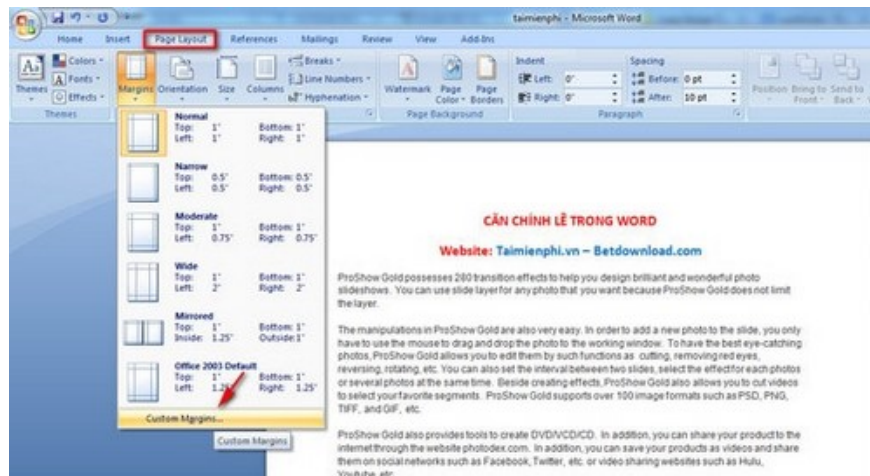 taimienphi - Microsoft Word
Home Insert Page Layout References Mailings Review View Add-Ins
Themes
Colors
Fonts
Effects
Themes
Margins Orientation Size Columns
Breaks
Line Numbers
Hyphenation
Watermark Page Color Page Borders
Page Background
Indent
Left: 0"
Right: 0"
Spacing
Before: 0 pt
After: 10 pt
Paragraph
Position Bring to Front Send to Back
Normal
Top: 1" Bottom: 1"
Left: 1" Right: 1"
Narrow
Top: 0.5" Bottom: 0.5"
Left: 0.5" Right: 0.5"
Moderate
Top: 1" Bottom: 1"
Left: 0.75" Right: 0.75"
Wide
Top: 1" Bottom: 1"
Left: 2" Right: 2"
Mirrored
Top: 1" Bottom: 1"
Inside: 1.25" Outside: 1"
Office 2003 Default
Top: 1" Bottom: 1"
Left: 1.25" Right: 1.25"
Custom Margins...
Custom Margins
CĂN CHỈNH LỀ TRONG WORD
Website: Taimienphi.vn – Betdownload.com
ProShow Gold possesses 280 transition effects to help you design brilliant and wonderful photo
slideshows. You can use slide layer for any photo that you want because ProShow Gold does not limit
the layer.
The manipulations in ProShow Gold are also very easy. In order to add a new photo to the slide, you only
have to use the mouse to drag and drop the photo to the working window. To have the best eye-catching
photos, ProShow Gold allows you to edit them by such functions as cutting, removing red eyes,
reversing, rotating, etc. You can also set the interval between two slides, select the effect for each photos
or several photos at the same time. Beside creating effects, ProShow Gold also allows you to cut videos
to select your favorite segments. ProShow Gold supports over 100 image formats such as PSD, PNG,
TIFF, and GIF, etc.
ProShow Gold also provides tools to create DVD/VCD/CD. In addition, you can share your product to the
internet through the website photodex.com. In addition, you can save your products as videos and share
them on social networks such as Facebook, Twitter, etc. or video sharing websites such as Hulu,
Youtube, etc.